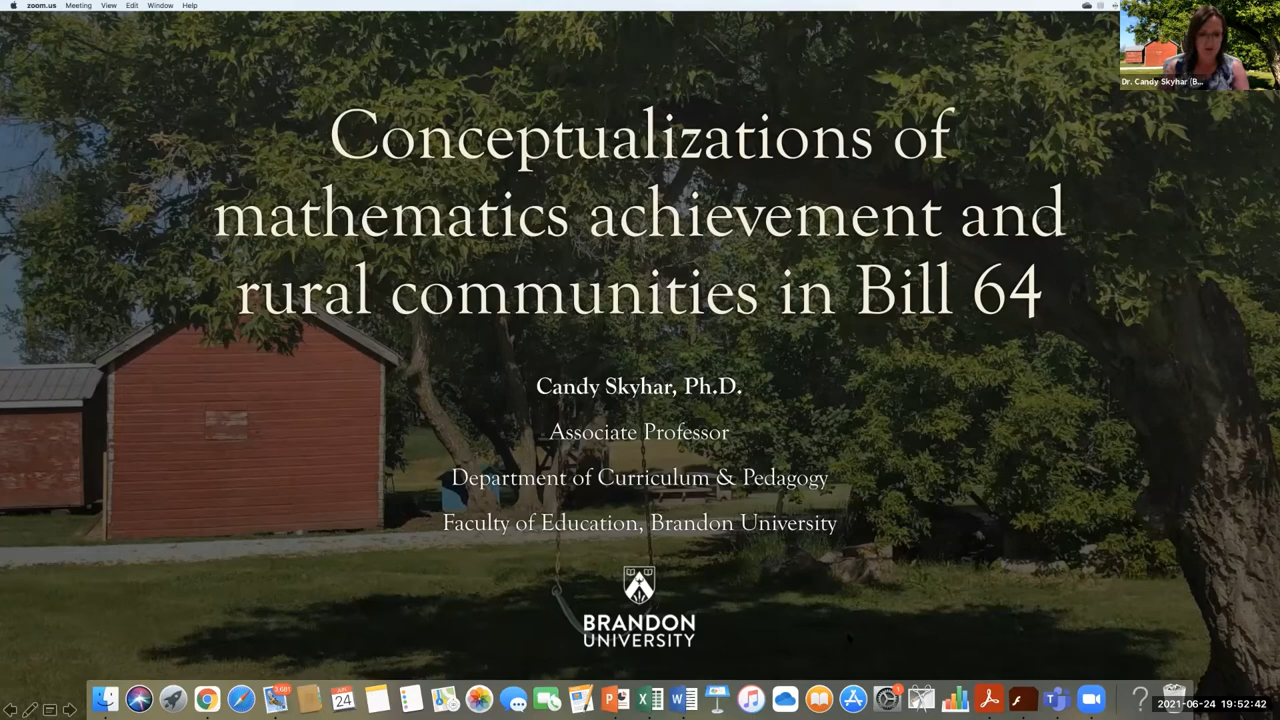 zoom.us Meeting View Edit Window Help
Dr. Candy Skyhar (B...
Conceptualizations of
mathematics achievement and
rural communities in Bill 64
Candy Skyhar, Ph.D.
Associate Professor
Department of Curriculum & Pedagogy
Faculty of Education, Brandon University
BRANDON
UNIVERSITY
JUN
24
2021-06-24 19:52:42